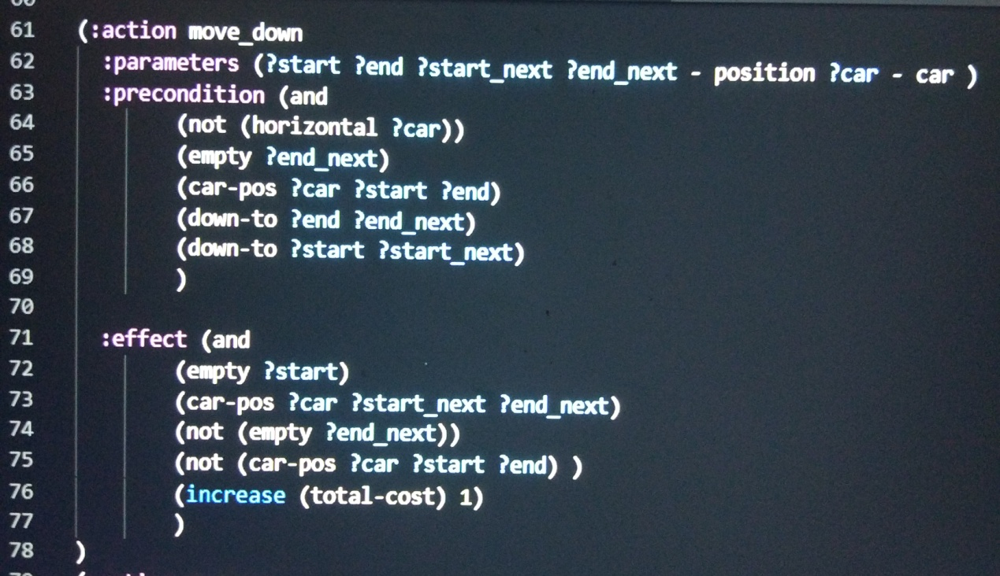 61 (:action move_down
62 :parameters (?start ?end ?start_next ?end_next - position ?car - car )
63 :precondition (and
64 (not (horizontal ?car))
65 (empty ?end_next)
66 (car-pos ?car ?start ?end)
67 (down-to ?end ?end_next)
68 (down-to ?start ?start_next)
69 )
70
71 :effect (and
72 (empty ?start)
73 (car-pos ?car ?start_next ?end_next)
74 (not (empty ?end_next))
75 (not (car-pos ?car ?start ?end) )
76 (increase (total-cost) 1)
77 )
78 )